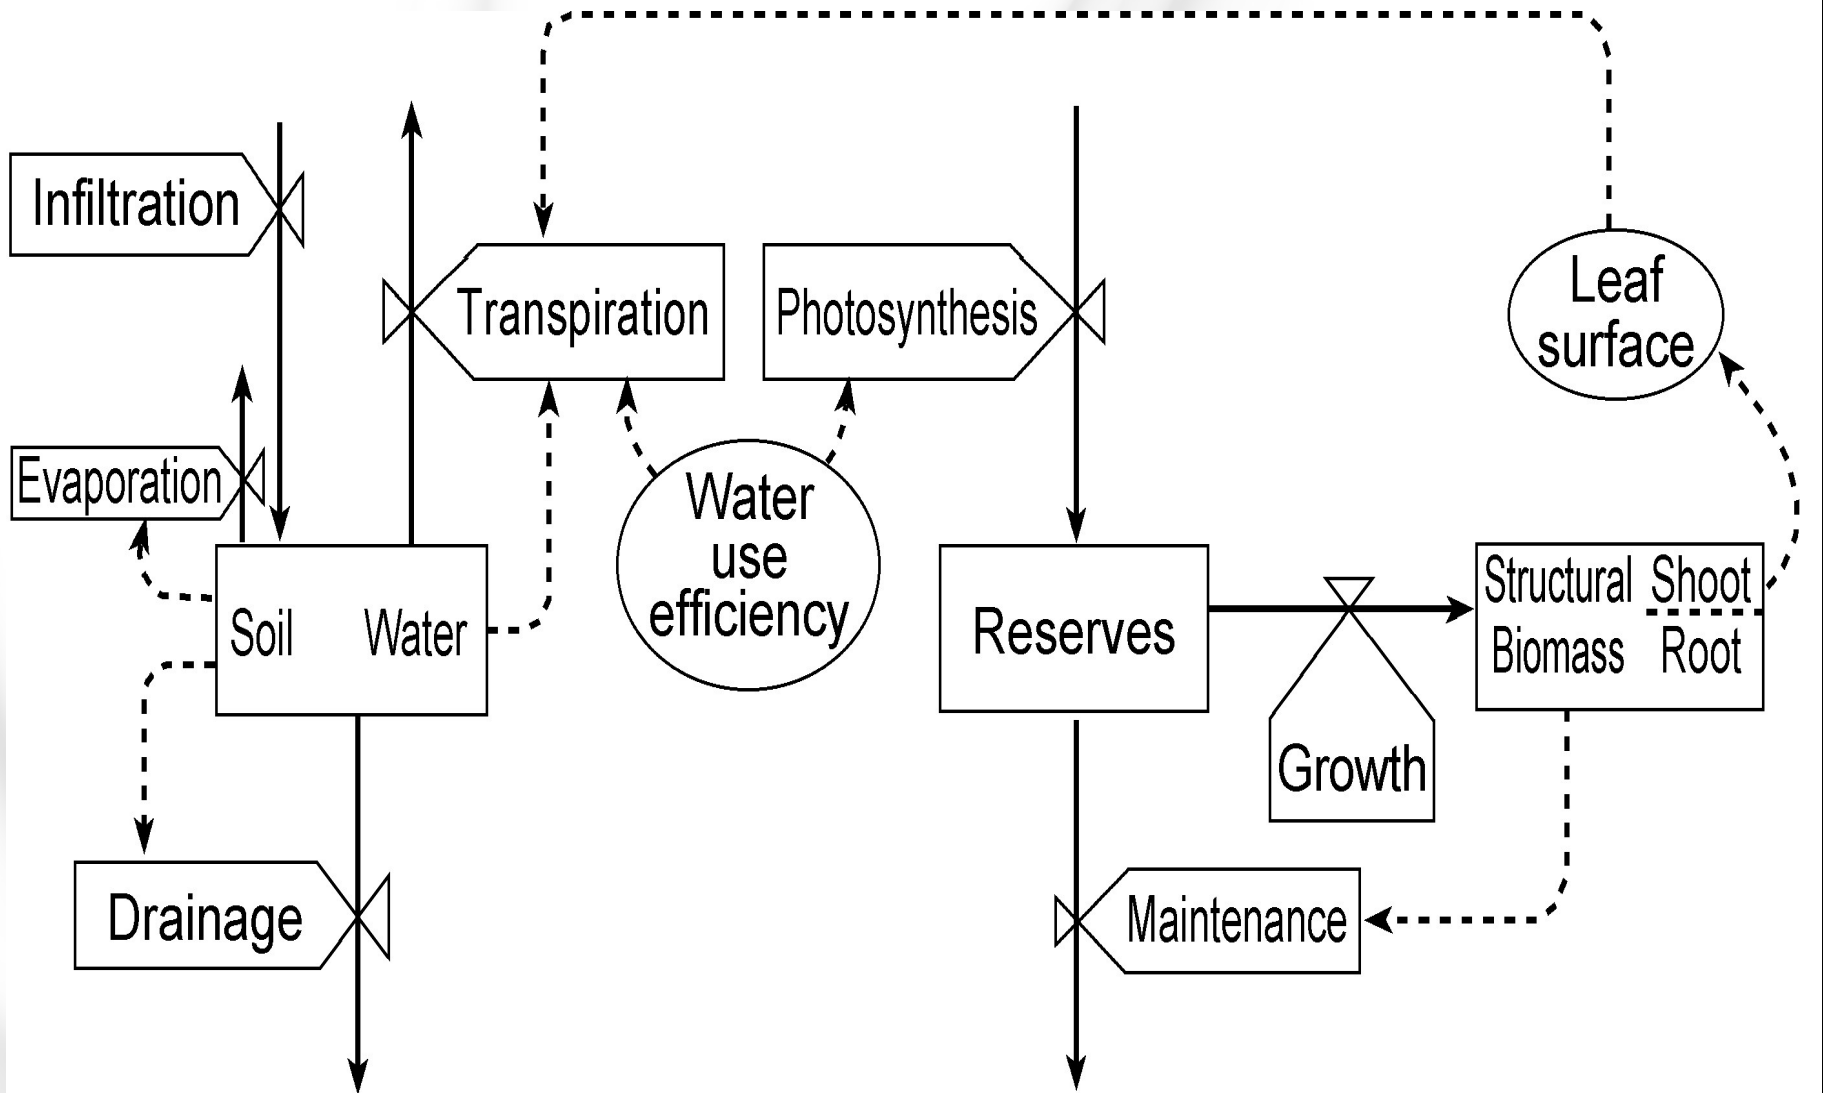 Infiltration
Transpiration
Photosynthesis
Leaf
surface
Evaporation
Water
use
efficiency
Soil Water
Reserves
Structural Shoot
Biomass Root
Growth
Drainage
Maintenance